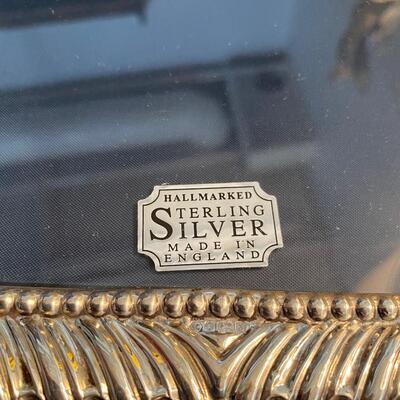 HALLMARKED
STERLING
SILVER
MADE IN
ENGLAND